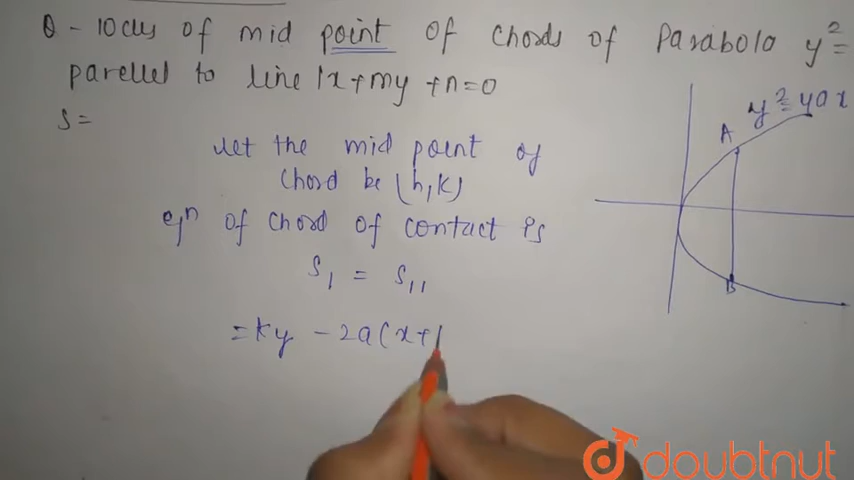 Q - locus of mid point of chords of Parabola y² =
parellel to line lx+my+n=0
S=
y²=4ax
A
let the mid point of
chord be (h,k)
eqn of chord of contact is
S₁ = S₁₁
B
= ky - 2a(x+
doubtnut